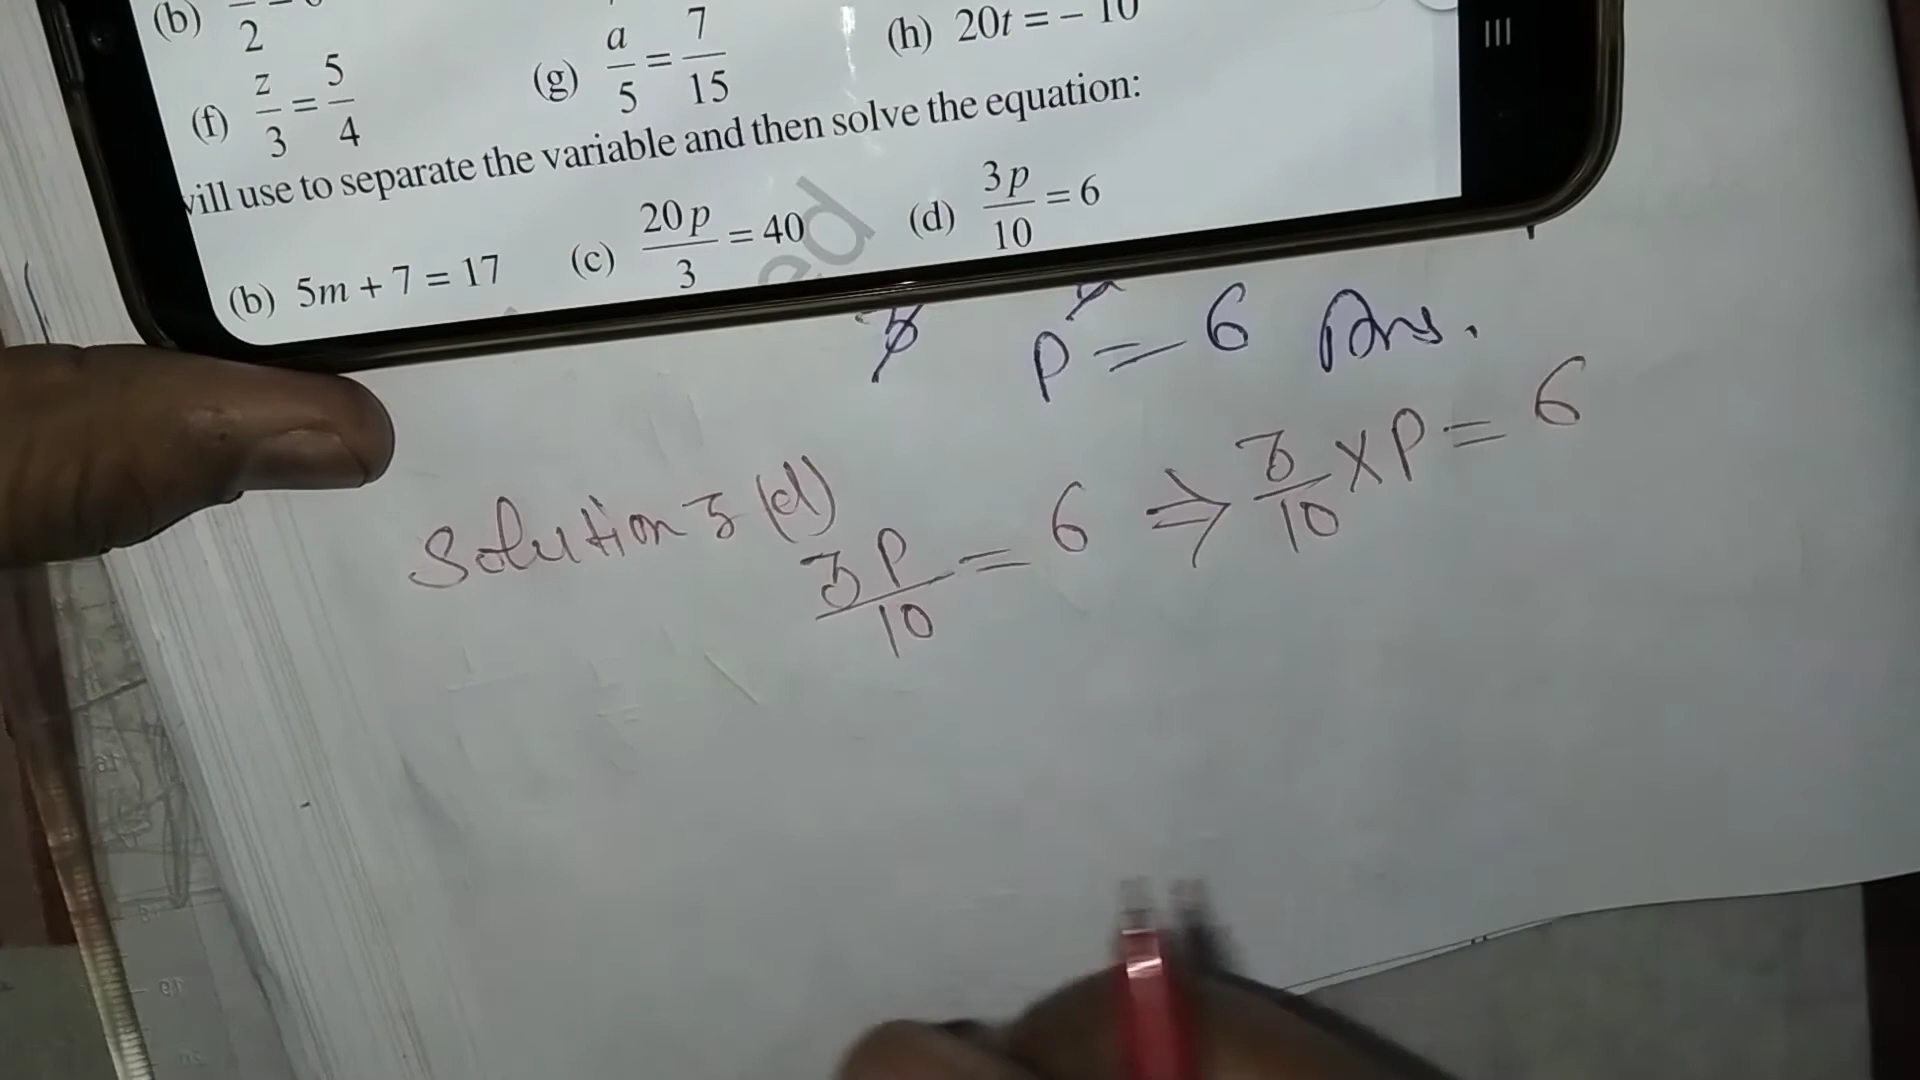 (b) 2
(f) z/3 = 5/4 (g) a/5 = 7/15 (h) 20t = – 10
will use to separate the variable and then solve the equation:
(b) 5m + 7 = 17 (c) 20p/3 = 40 (d) 3p/10 = 6
ed
P = 6 Ans.
Solution 3 (d)
3P/10 = 6 ⇒ 3/10 × P = 6